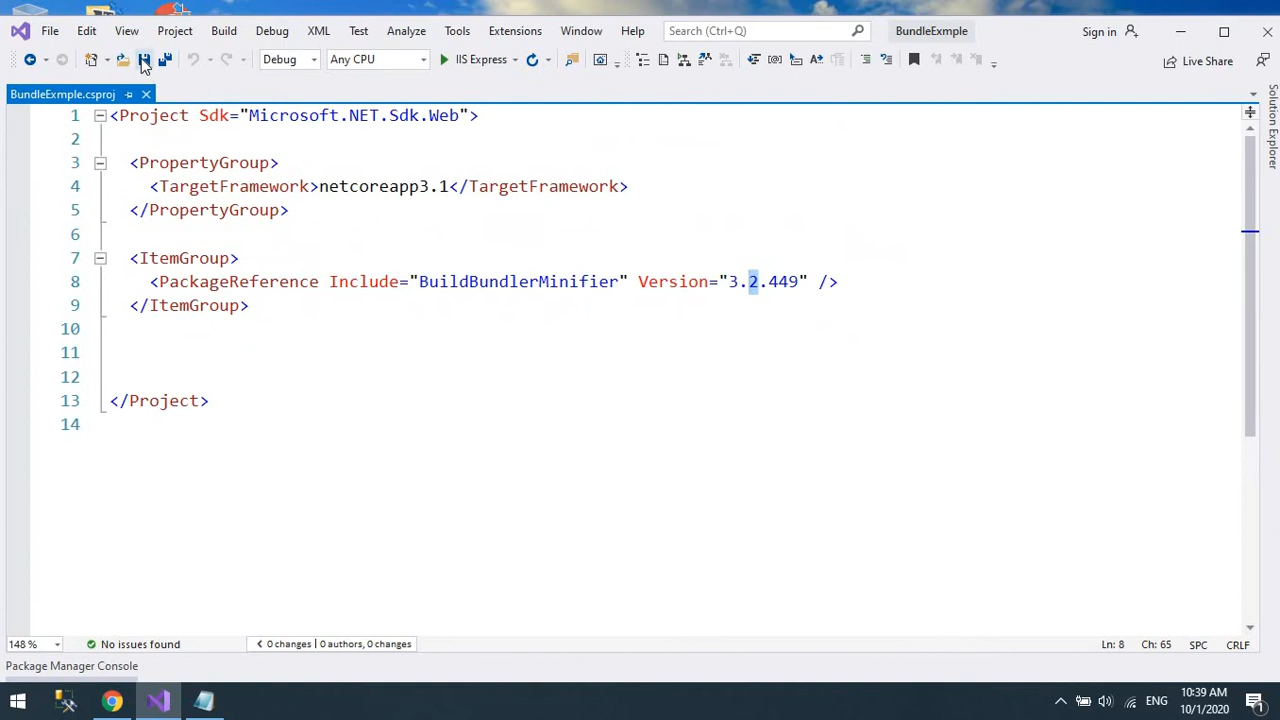 File Edit View Project Build Debug XML Test Analyze Tools Extensions Window Help Search (Ctrl+Q) BundleExmple Sign in
Debug Any CPU IIS Express Live Share
BundleExmple.csproj
Solution Explorer
1 <Project Sdk="Microsoft.NET.Sdk.Web">
2
3 <PropertyGroup>
4 <TargetFramework>netcoreapp3.1</TargetFramework>
5 </PropertyGroup>
6
7 <ItemGroup>
8 <PackageReference Include="BuildBundlerMinifier" Version="3.2.449" />
9 </ItemGroup>
10
11
12
13 </Project>
14
148 % No issues found 0 changes | 0 authors, 0 changes Ln: 8 Ch: 65 SPC CRLF
Package Manager Console
ENG 10:39 AM
10/1/2020 1